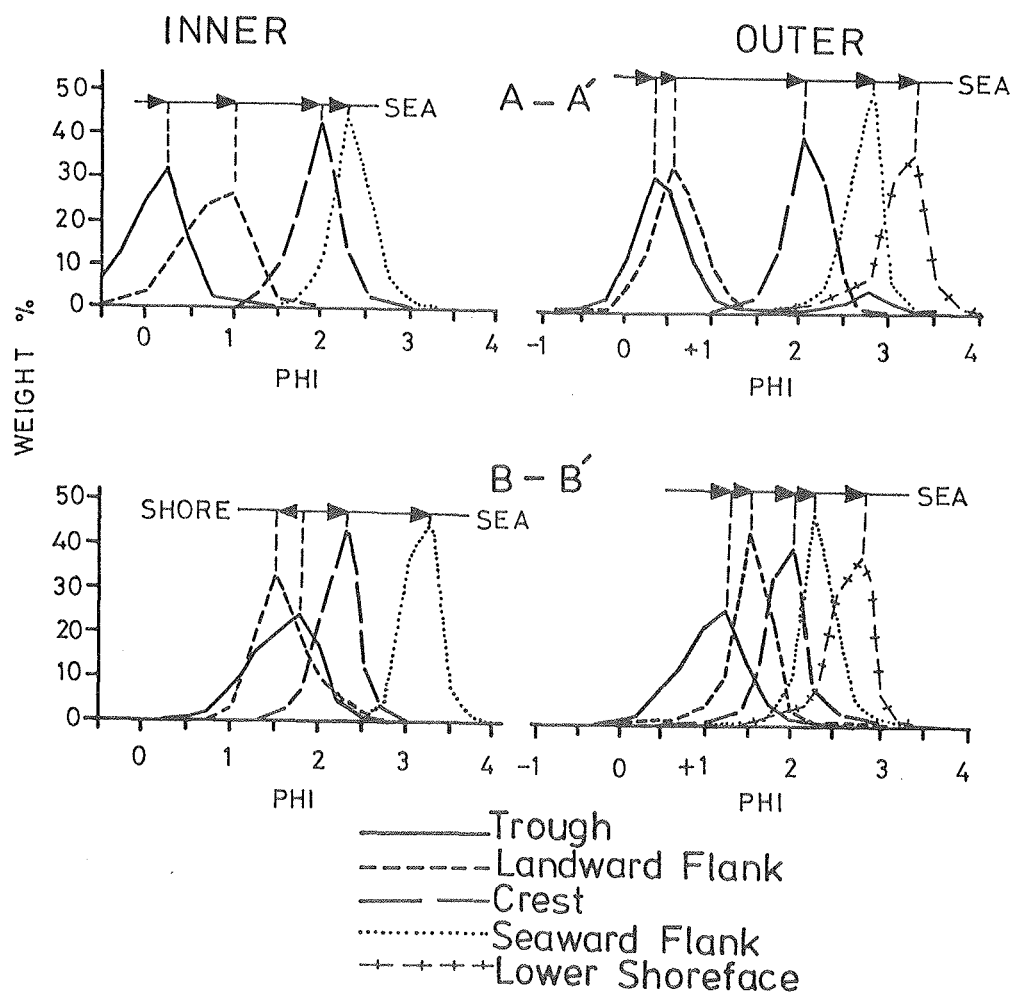 INNER
OUTER
WEIGHT %
50
40
30
20
10
0
SEA
0 1 2 3 4
PHI
A - A′
SEA
-1 0 +1 2 3 4
PHI
B - B′
50
40
30
20
10
0
SHORE
SEA
0 1 2 3 4
PHI
SEA
-1 0 +1 2 3 4
PHI
Trough
Landward Flank
Crest
Seaward Flank
Lower Shoreface